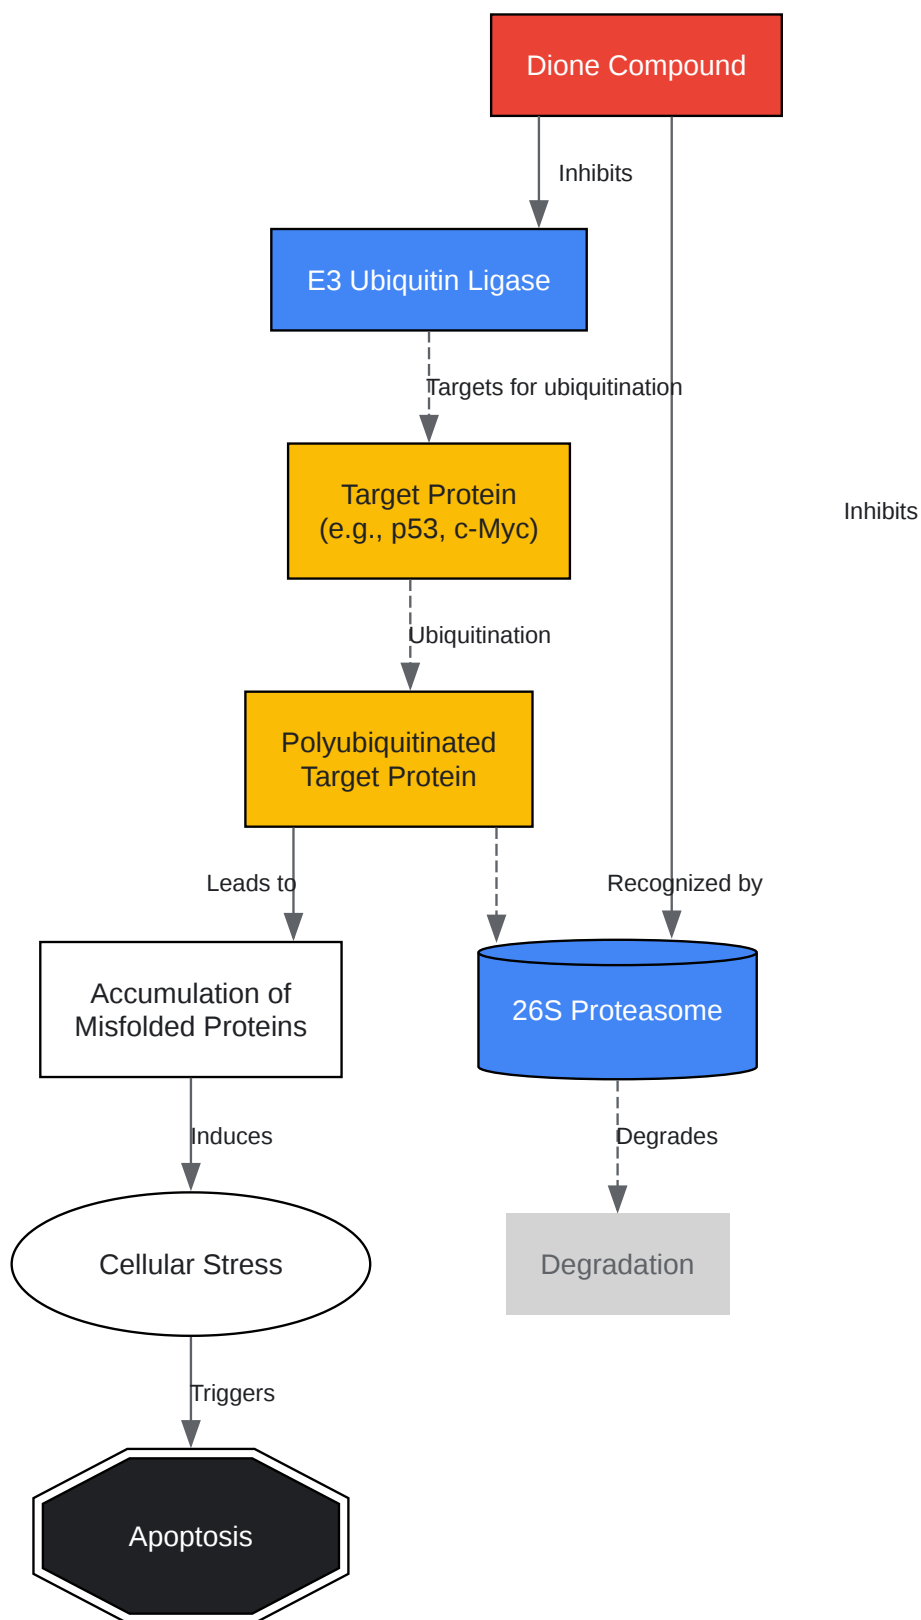 Dione Compound
Inhibits
E3 Ubiquitin Ligase
Targets for ubiquitination
Target Protein
(e.g., p53, c-Myc)
Inhibits
Ubiquitination
Polyubiquitinated
Target Protein
Leads to
Recognized by
Accumulation of
Misfolded Proteins
26S Proteasome
Induces
Degrades
Cellular Stress
Degradation
Triggers
Apoptosis